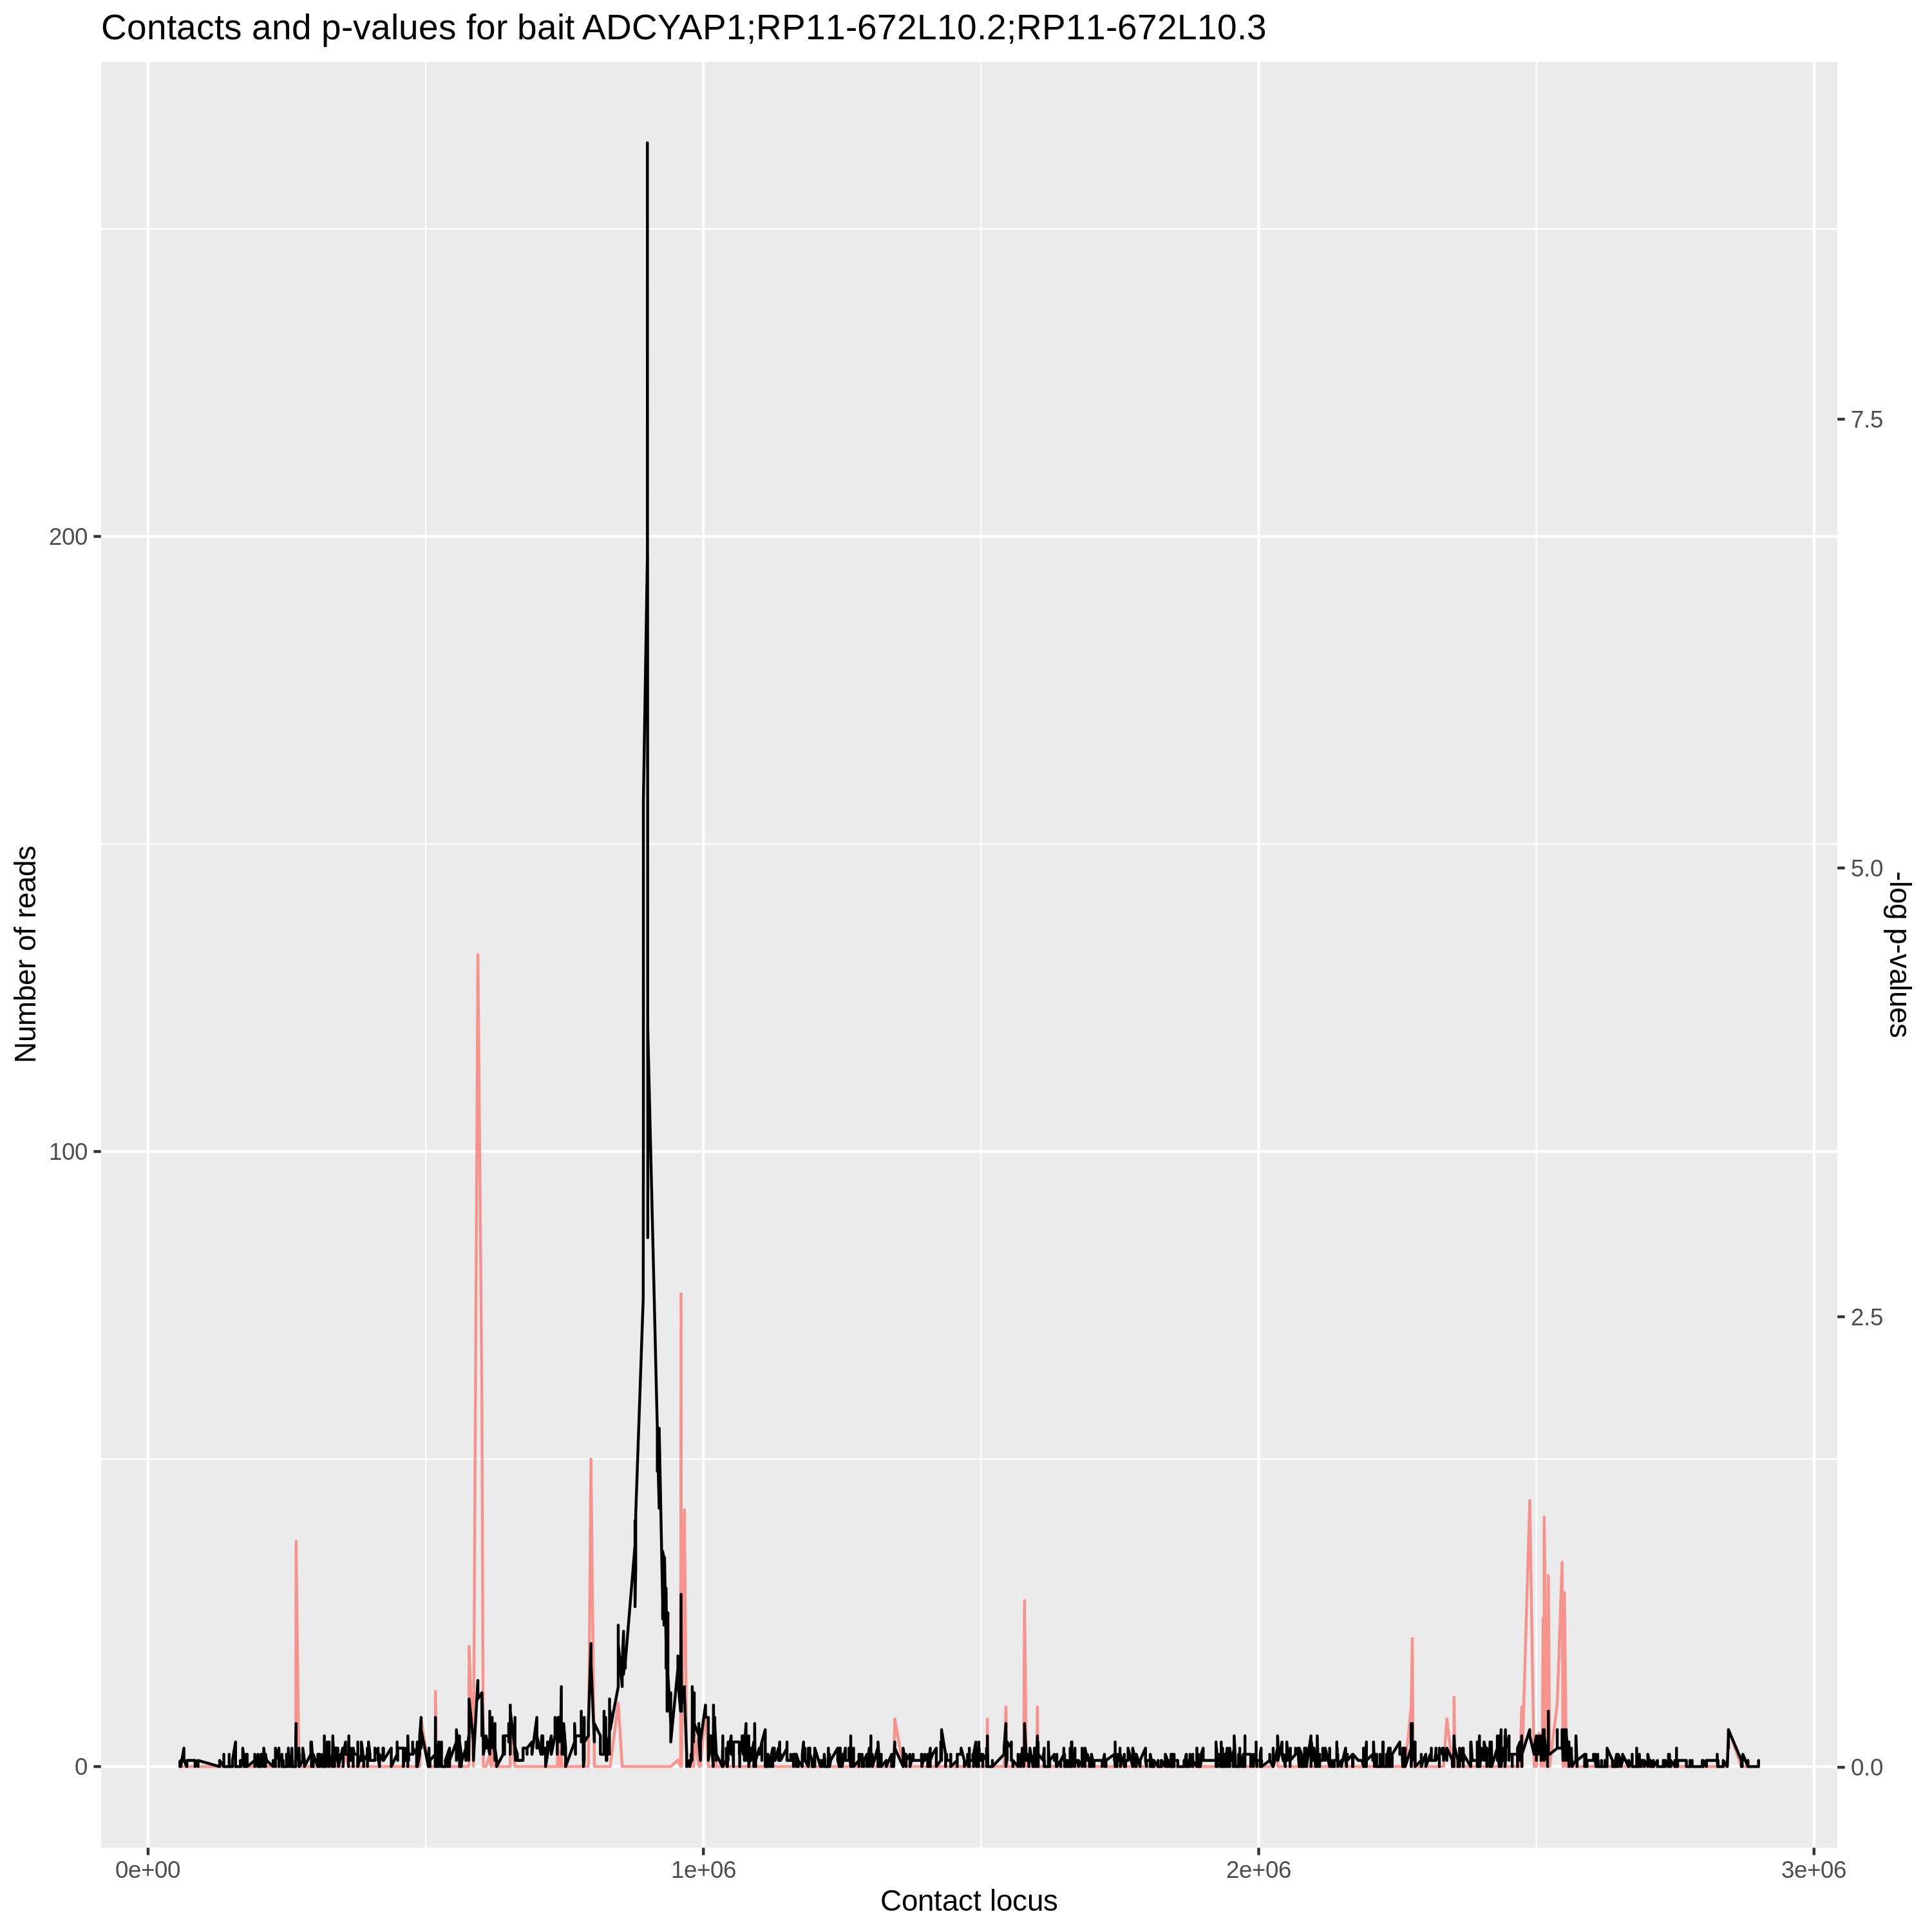 Contacts and p-values for bait ADCYAP1;RP11-672L10.2;RP11-672L10.3
Number of reads
200
100
0
7.5
5.0
2.5
0.0
-log p-values
0e+00
1e+06
2e+06
3e+06
Contact locus